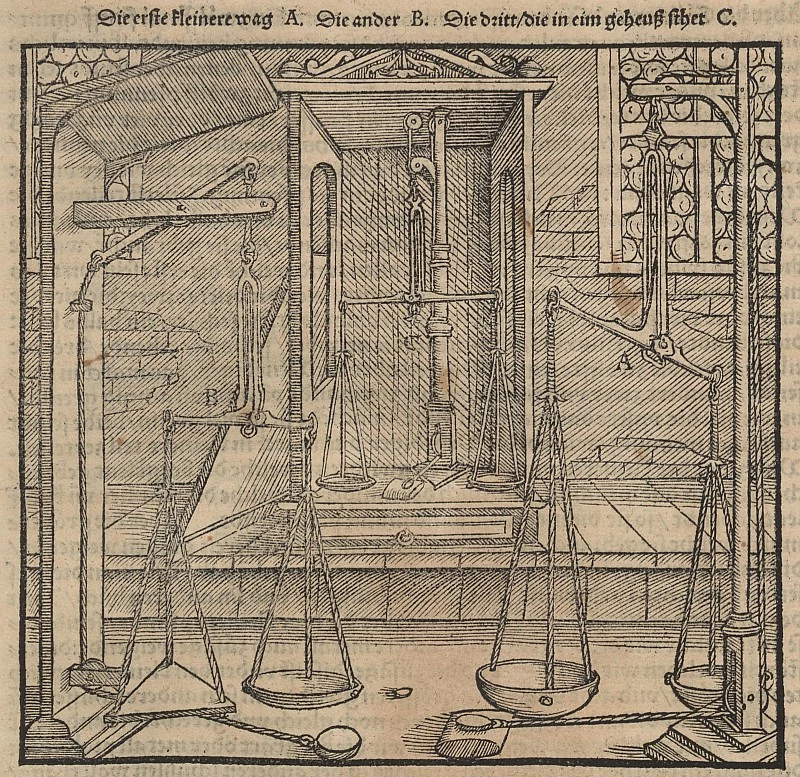 Die erste kleinere wag A. Die ander B. Die dritt/die in eim geheuß sthet C.
A
B